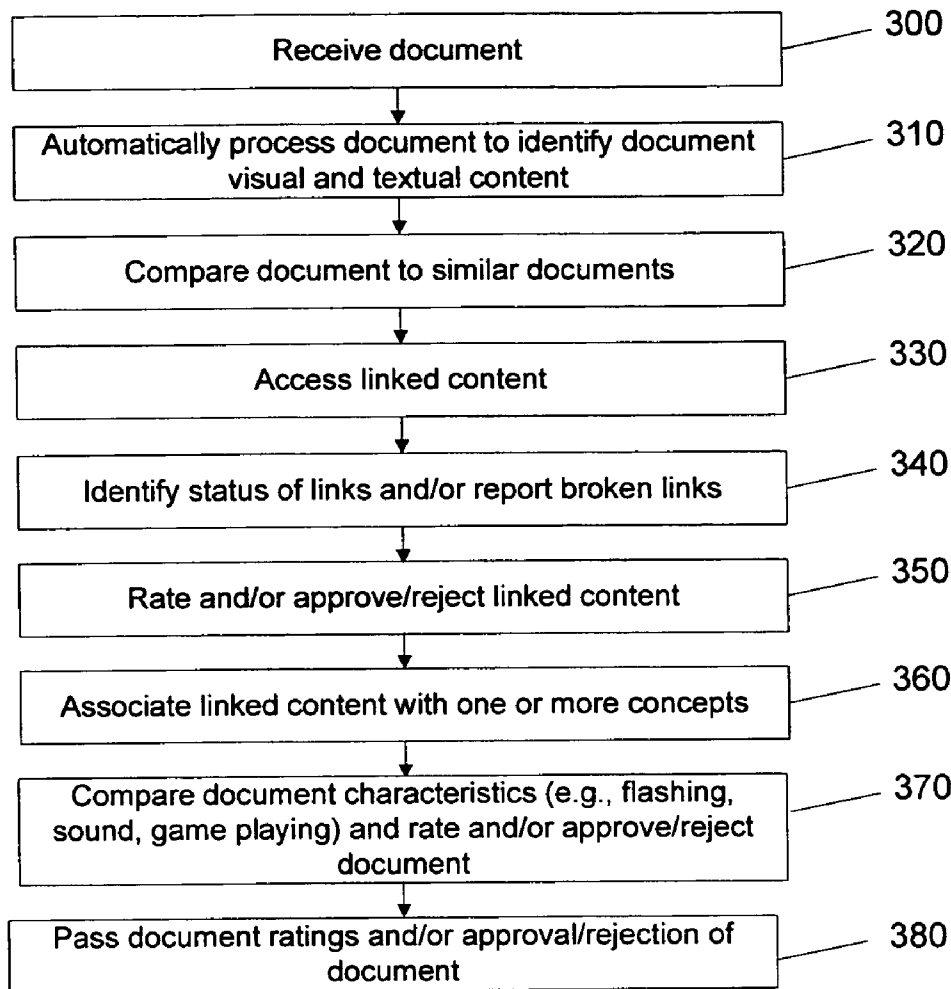 Receive document
300
Automatically process document to identify document
visual and textual content
310
Compare document to similar documents
320
Access linked content
330
Identify status of links and/or report broken links
340
Rate and/or approve/reject linked content
350
Associate linked content with one or more concepts
360
Compare document characteristics (e.g., flashing,
sound, game playing) and rate and/or approve/reject
document
370
Pass document ratings and/or approval/rejection of
document
380